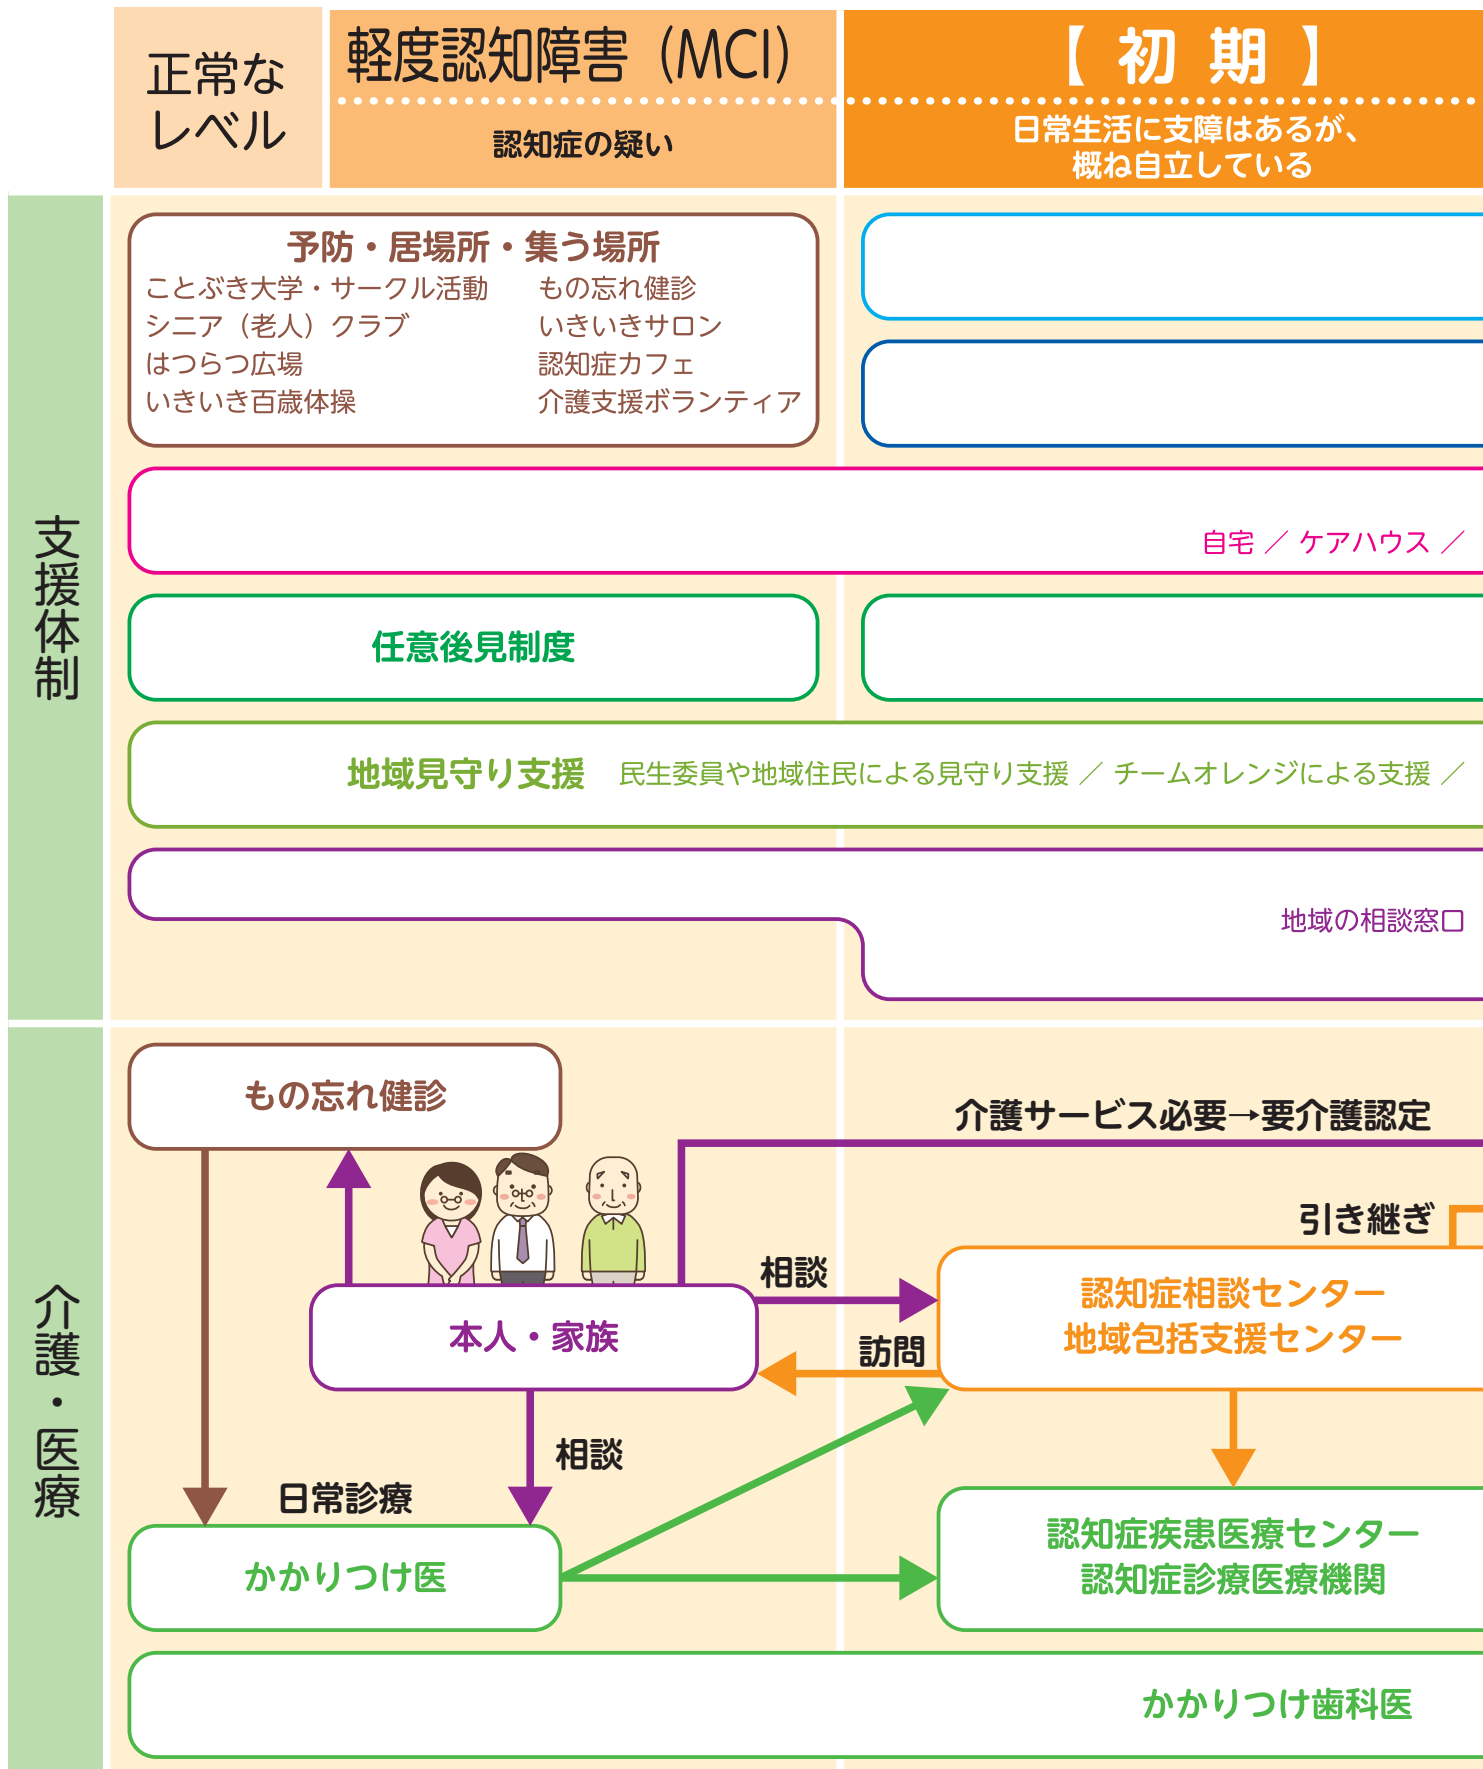 正常な
レベル
軽度認知障害（MCI）
認知症の疑い
【 初 期 】
日常生活に支障はあるが、
概ね自立している
支援体制
予防・居場所・集う場所
ことぶき大学・サークル活動
シニア（老人）クラブ
はつらつ広場
いきいき百歳体操
もの忘れ健診
いきいきサロン
認知症カフェ
介護支援ボランティア
自宅 ／ ケアハウス ／
任意後見制度
地域見守り支援 民生委員や地域住民による見守り支援 ／ チームオレンジによる支援 ／
地域の相談窓口
介護・医療
もの忘れ健診
介護サービス必要→要介護認定
引き継ぎ
相談
認知症相談センター
地域包括支援センター
本人・家族
訪問
相談
日常診療
かかりつけ医
認知症疾患医療センター
認知症診療医療機関
かかりつけ歯科医